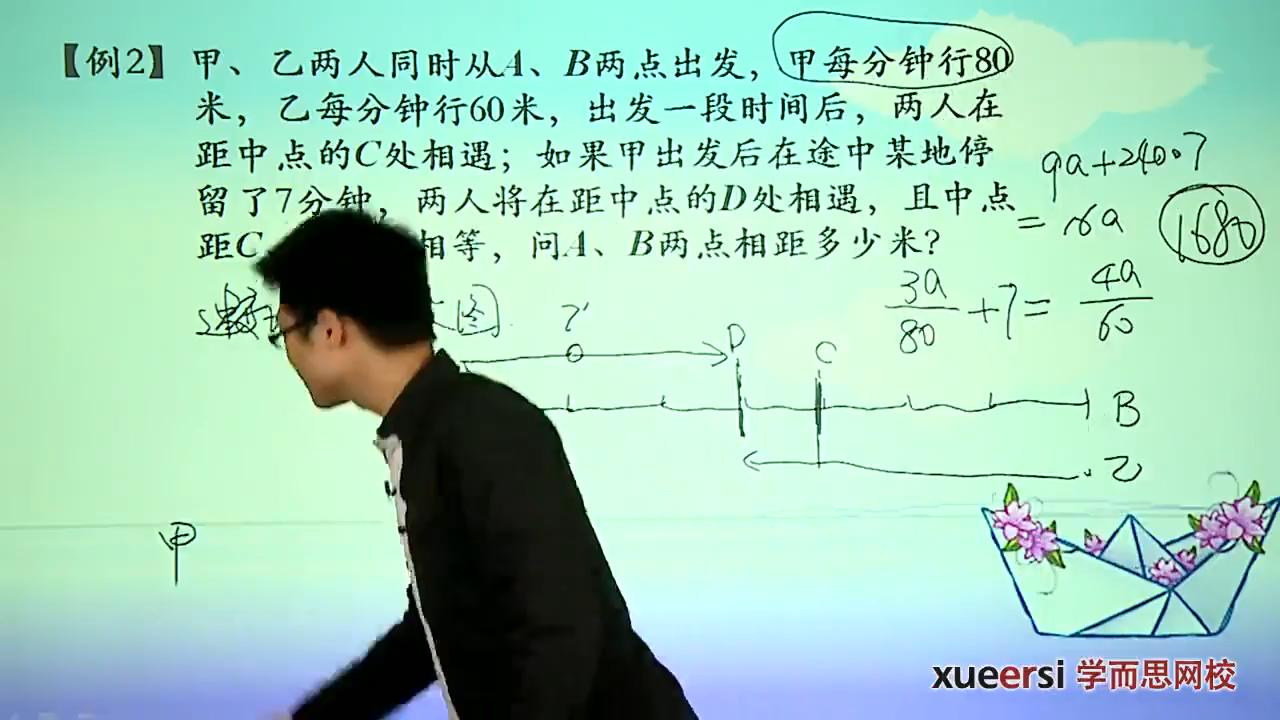 【例2】 甲、乙两人同时从A、B两点出发，甲每分钟行80
米，乙每分钟行60米，出发一段时间后，两人在
距中点的C处相遇；如果甲出发后在途中某地停
留了7分钟，两人将在距中点的D处相遇，且中点
距C 相等，问A、B两点相距多少米？
9a+240·7
= 16a
1680
图
7'
3a/80 +7= 4a/60
D
C
B
乙
甲
xueersi 学而思网校